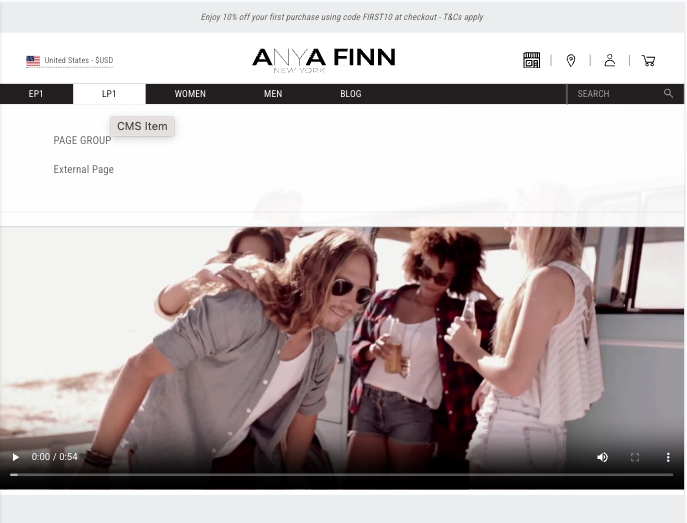 Enjoy 10% off your first purchase using code FIRST10 at checkout - T&Cs apply
United States - $USD
ANYA FINN
NEW YORK
EP1 LP1 WOMEN MEN BLOG SEARCH
CMS Item
PAGE GROUP
External Page
0:00 / 0:54